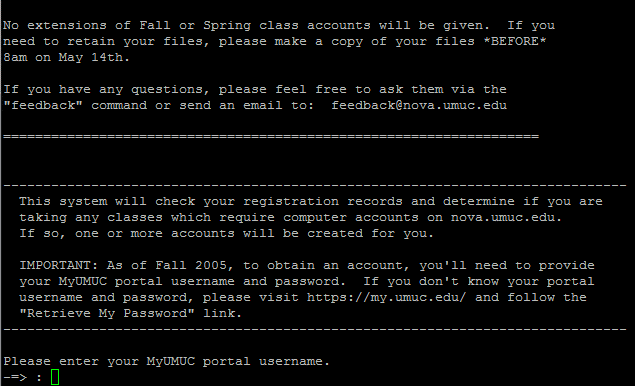 No extensions of Fall or Spring class accounts will be given.  If you
need to retain your files, please make a copy of your files *BEFORE*
8am on May 14th.
If you have any questions, please feel free to ask them via the
"feedback" command or send an email to:  feedback@nova.umuc.edu
===================================================================
------------------------------------------------------------------------------
This system will check your registration records and determine if you are
taking any classes which require computer accounts on nova.umuc.edu.
If so, one or more accounts will be created for you.
IMPORTANT: As of Fall 2005, to obtain an account, you'll need to provide
your MyUMUC portal username and password.  If you don't know your portal
username and password, please visit https://my.umuc.edu/ and follow the
"Retrieve My Password" link.
------------------------------------------------------------------------------
Please enter your MyUMUC portal username.
-=> :